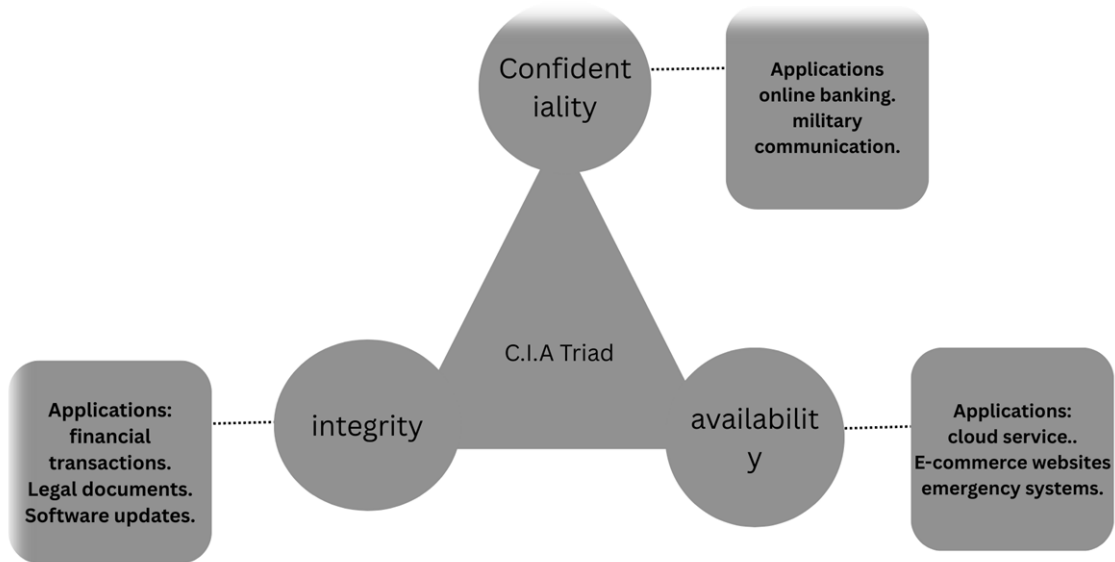 Confident
iality
Applications
online banking.
military
communication.
C.I.A Triad
integrity
Applications:
financial
transactions.
Legal documents.
Software updates.
availabilit
y
Applications:
cloud service..
E-commerce websites
emergency systems.